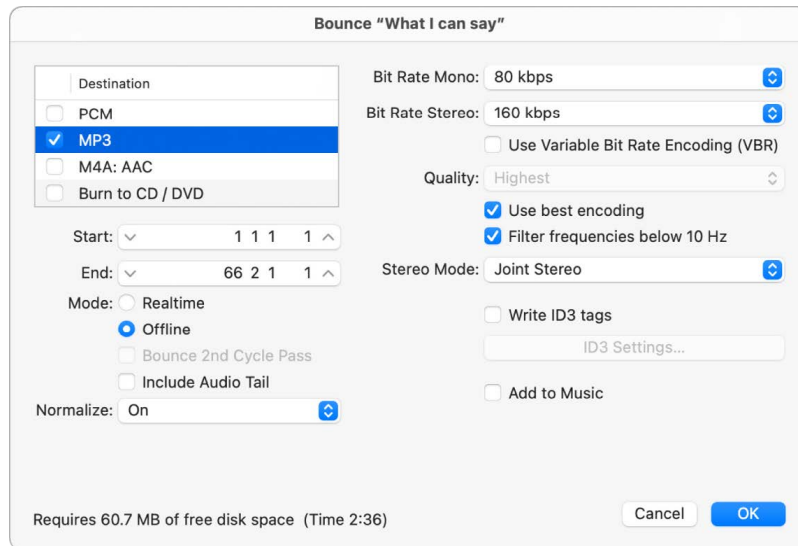 Bounce “What I can say”
Destination
PCM
MP3
M4A: AAC
Burn to CD / DVD
Start: 1 1 1 1
End: 66 2 1 1
Mode: Realtime
Offline
Bounce 2nd Cycle Pass
Include Audio Tail
Normalize: On
Bit Rate Mono: 80 kbps
Bit Rate Stereo: 160 kbps
Use Variable Bit Rate Encoding (VBR)
Quality: Highest
Use best encoding
Filter frequencies below 10 Hz
Stereo Mode: Joint Stereo
Write ID3 tags
ID3 Settings...
Add to Music
Requires 60.7 MB of free disk space (Time 2:36)
Cancel OK